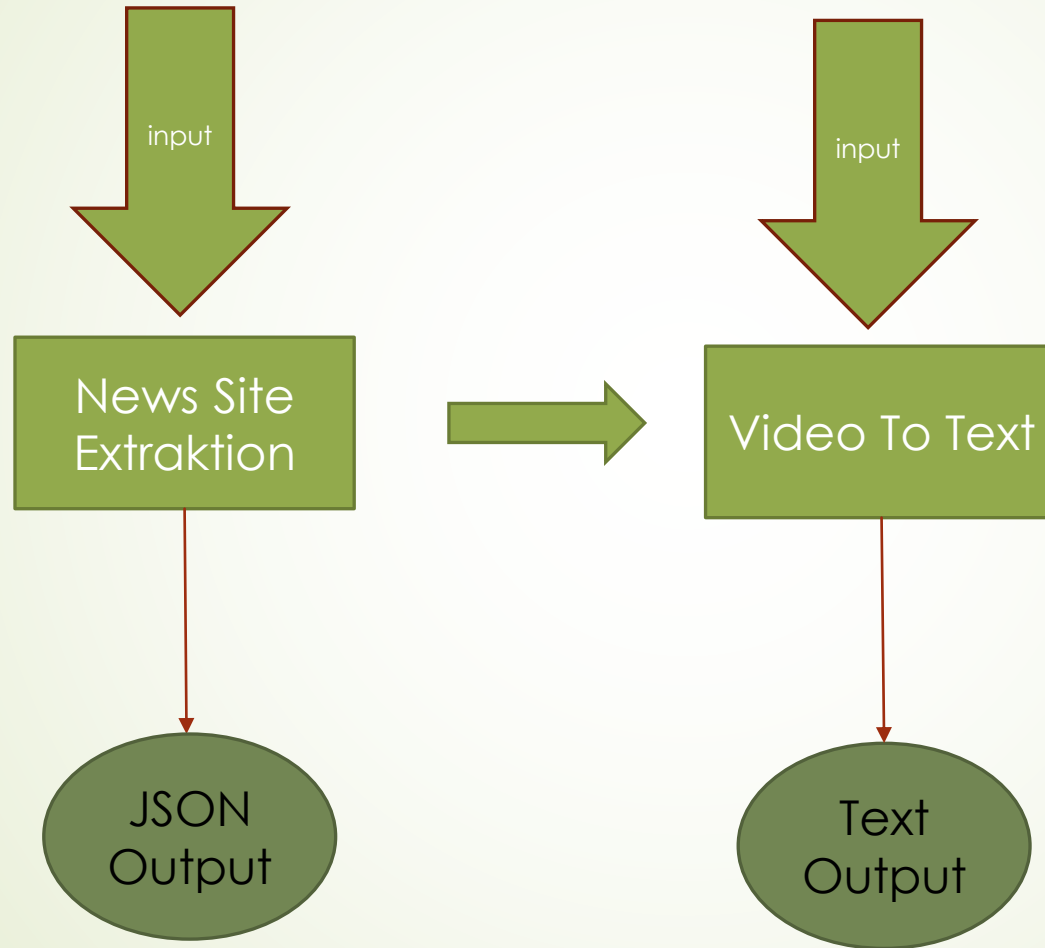 input
input
News Site
Extraktion
Video To Text
JSON
Output
Text
Output